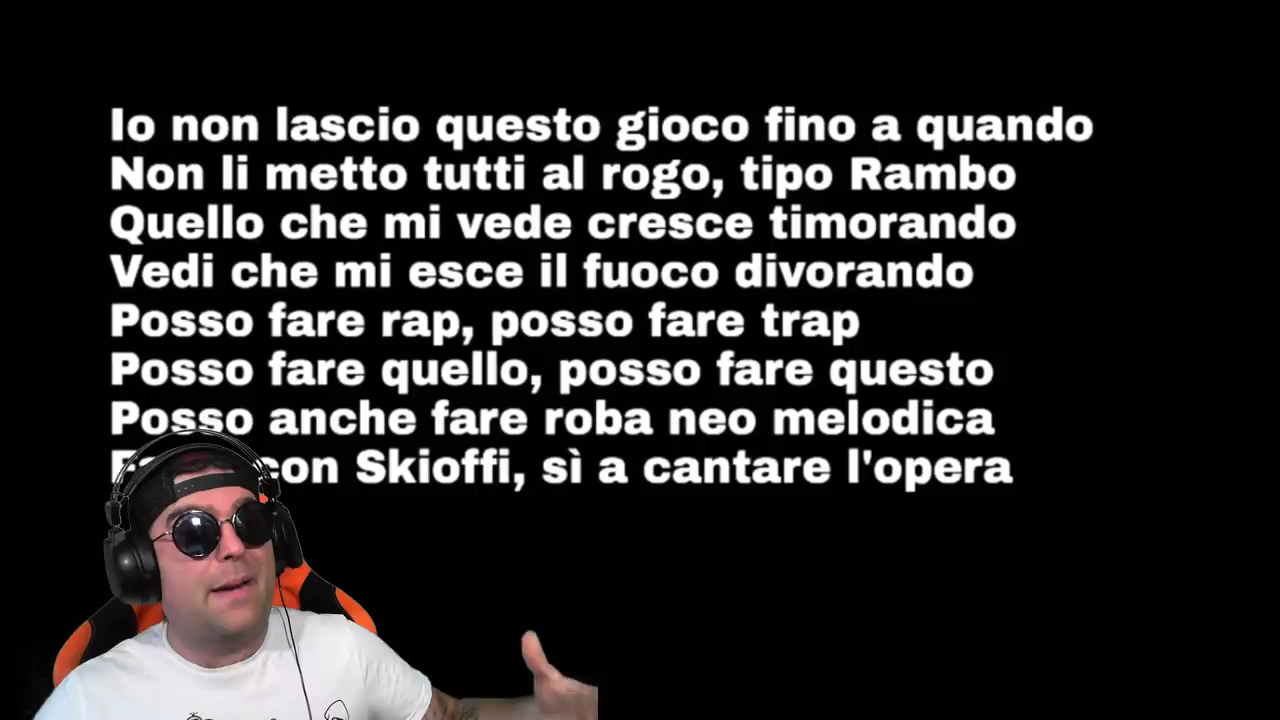 Io non lascio questo gioco fino a quando
Non li metto tutti al rogo, tipo Rambo
Quello che mi vede cresce timorando
Vedi che mi esce il fuoco divorando
Posso fare rap, posso fare trap
Posso fare quello, posso fare questo
Posso anche fare roba neo melodica
con Skioffi, sì a cantare l'opera